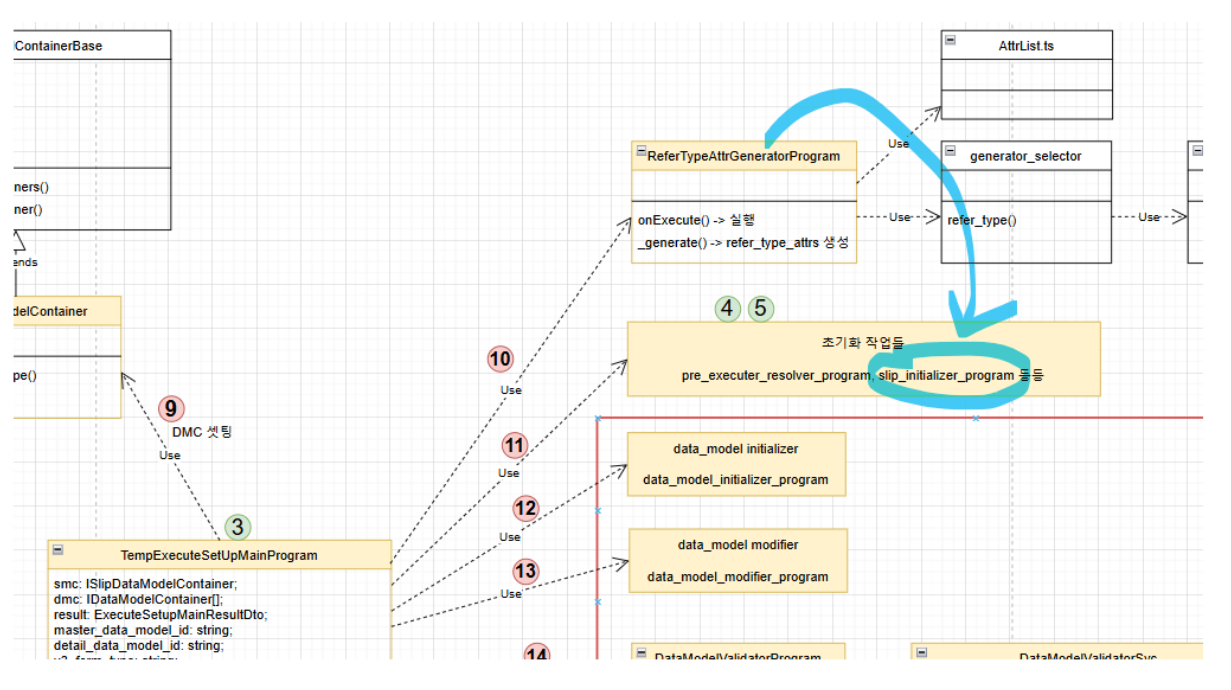 ContainerBase
ners()
ner()
ends
delContainer
pe()
9
DMC 셋팅
Use
3
TempExecuteSetUpMainProgram
smc: ISlipDataModelContainer;
dmc: IDataModelContainer[];
result: ExecuteSetupMainResultDto;
master_data_model_id: string;
detail_data_model_id: string;
10
Use
11
Use
12
Use
13
Use
14
AttrList.ts
Use
ReferTypeAttrGeneratorProgram
onExecute() -> 실행
_generate() -> refer_type_attrs 생성
Use
generator_selector
refer_type()
Use
4 5
초기화 작업들
pre_executer_resolver_program, slip_initializer_program 등등
data_model initializer
data_model_initializer_program
data_model modifier
data_model_modifier_program
DataModelValidatorProgram
DataModelValidatorSvc